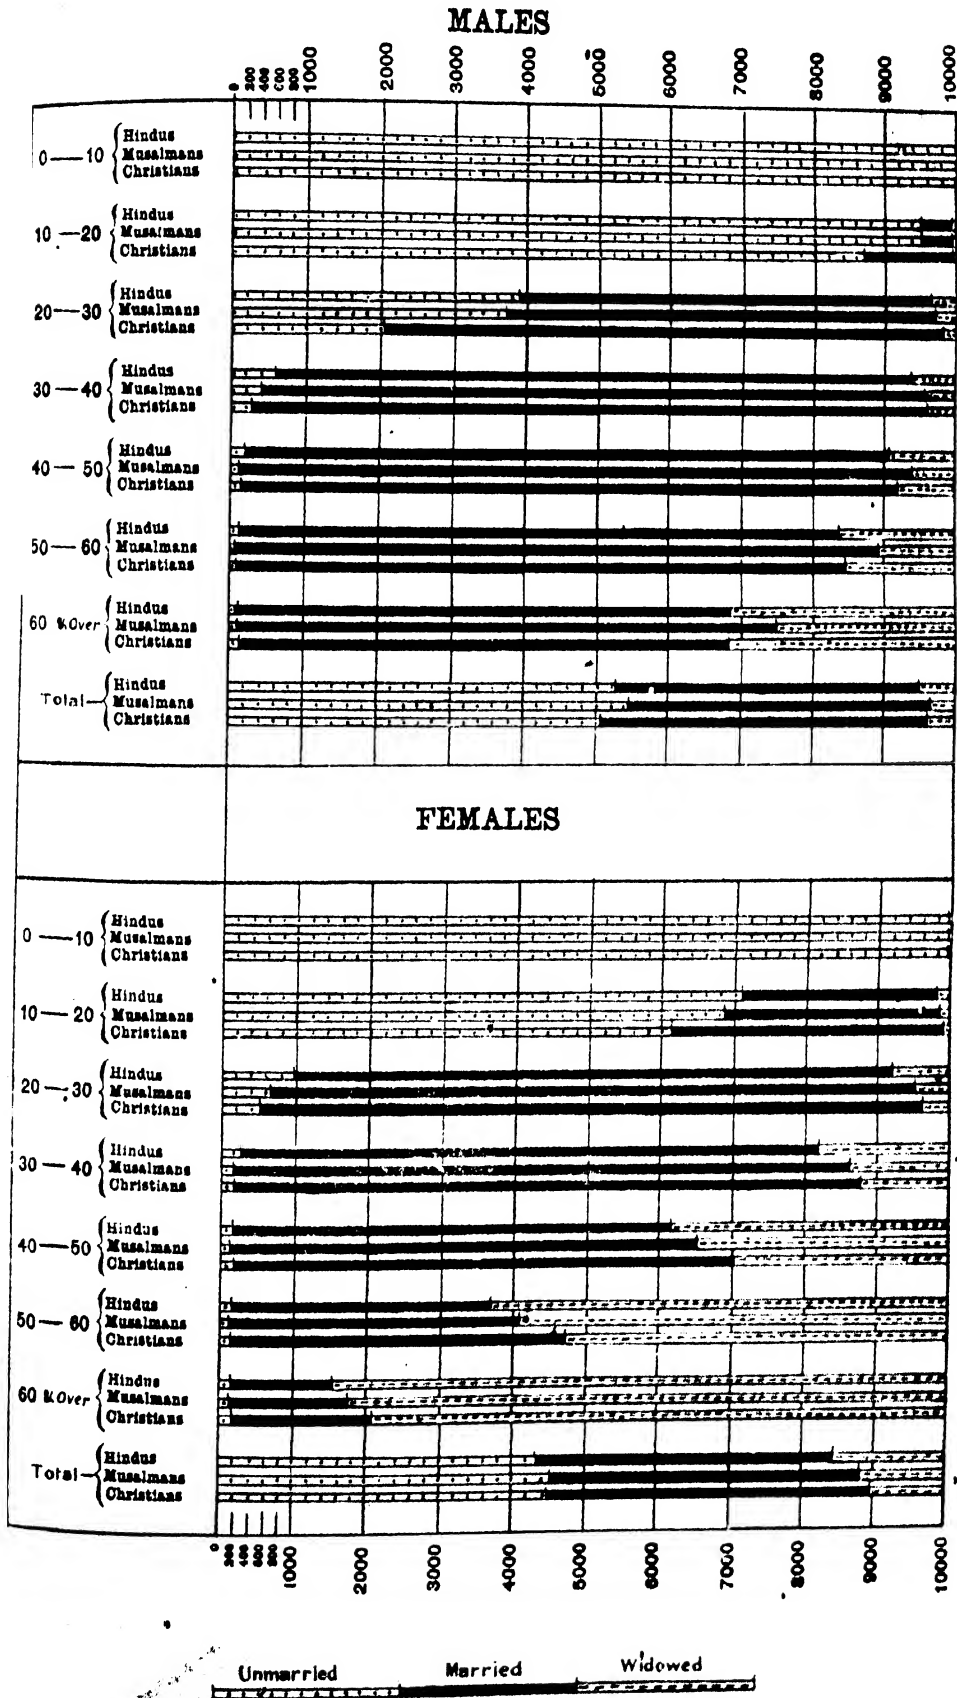 MALES
0 200 400 600 800 1000 2000 3000 4000 5000 6000 7000 8000 9000 10000
Hindus
0—10 Musalmans
Christians
Hindus
10—20 Musalmans
Christians
Hindus
20—30 Musalmans
Christians
Hindus
30—40 Musalmans
Christians
Hindus
40—50 Musalmans
Christians
Hindus
50—60 Musalmans
Christians
Hindus
60 & Over Musalmans
Christians
Hindus
Total— Musalmans
Christians
FEMALES
Hindus
0—10 Musalmans
Christians
Hindus
10—20 Musalmans
Christians
Hindus
20—30 Musalmans
Christians
Hindus
30—40 Musalmans
Christians
Hindus
40—50 Musalmans
Christians
Hindus
50—60 Musalmans
Christians
Hindus
60 & Over Musalmans
Christians
Hindus
Total— Musalmans
Christians
0 200 400 600 800 1000 2000 3000 4000 5000 6000 7000 8000 9000 10000
Unmarried Married Widowed